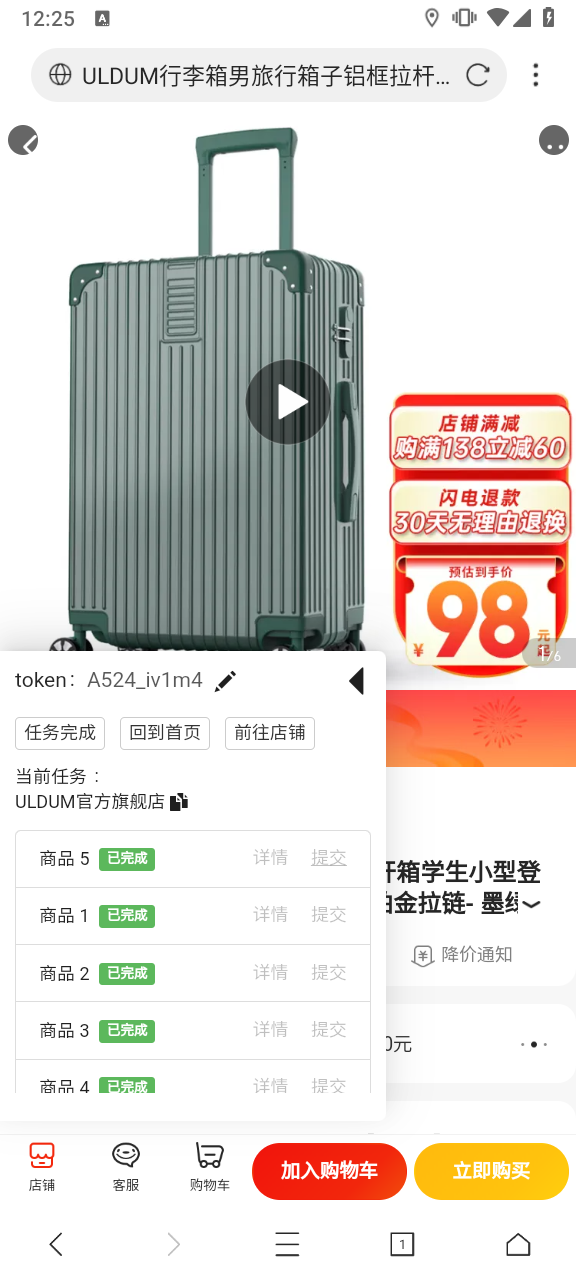 12:25
A
ULDUM行李箱男旅行箱子铝框拉杆...
店铺满减
购满138立减60
闪电退款
30天无理由退换
预估到手价
¥98元起
1/6
token: A524_iv1m4
任务完成 回到首页 前往店铺
当前任务：
ULDUM官方旗舰店
商品 5 已完成 详情 提交
商品 1 已完成 详情 提交
商品 2 已完成 详情 提交
商品 3 已完成 详情 提交
商品 4 已完成 详情 提交
箱学生小型登
金拉链- 墨绿
降价通知
0元
店铺 客服 购物车 加入购物车 立即购买
1